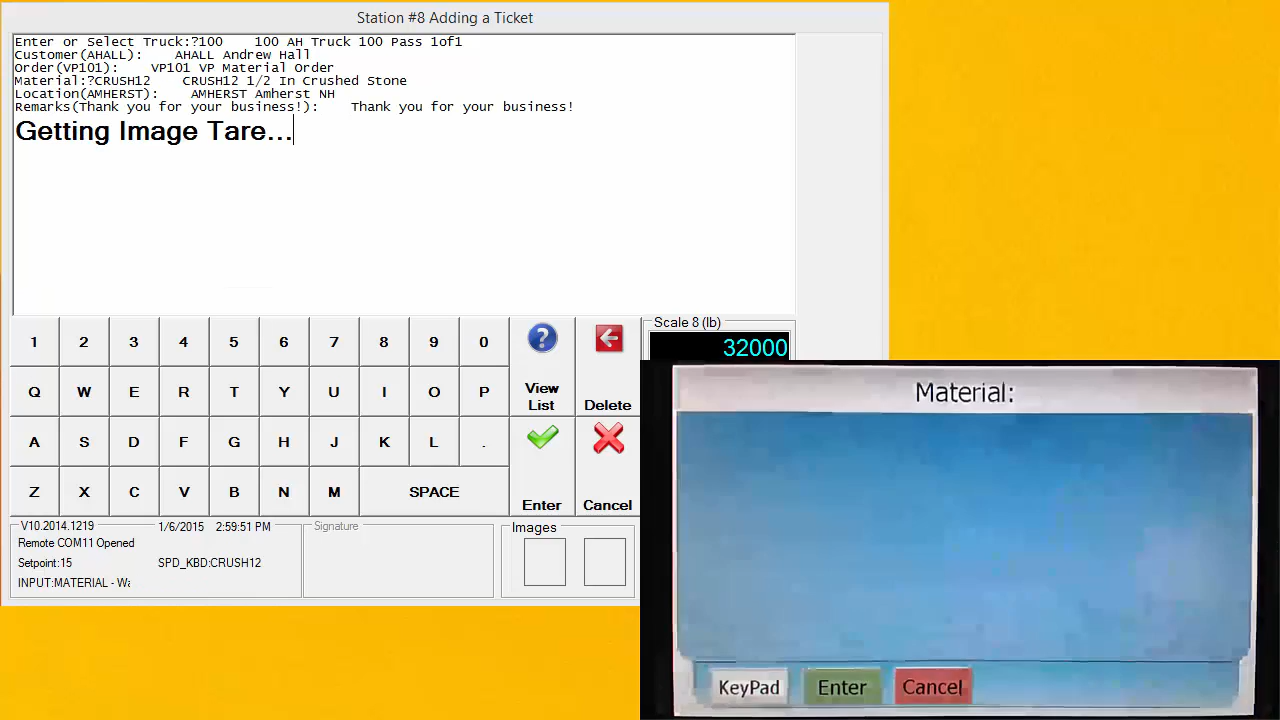 Station #8 Adding a Ticket
Enter or Select Truck:?100 100 AH Truck 100 Pass 1of1
Customer(AHALL): AHALL Andrew Hall
Order(VP101): VP101 VP Material Order
Material:?CRUSH12 CRUSH12 1/2 In Crushed Stone
Location(AMHERST): AMHERST Amherst NH
Remarks(Thank you for your business!): Thank you for your business!
Getting Image Tare...
1 2 3 4 5 6 7 8 9 0
Q W E R T Y U I O P
View List
Delete
A S D F G H J K L .
Z X C V B N M SPACE
Enter
Cancel
Scale 8 (lb)
32000
V10.2014.1219 1/6/2015 2:59:51 PM
Remote COM11 Opened
Setpoint:15 SPD_KBD:CRUSH12
INPUT:MATERIAL - Wa
Signature
Images
Material:
KeyPad Enter Cancel